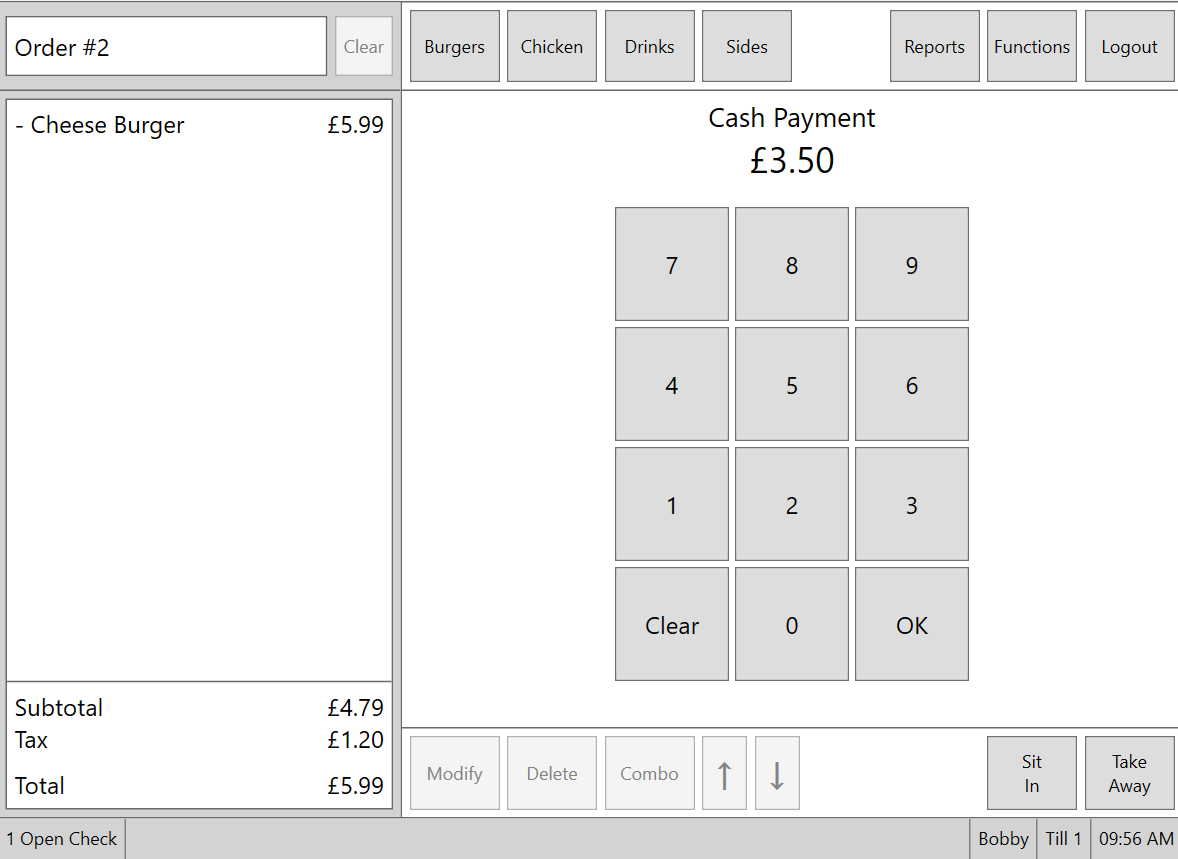 Order #2
Clear
Burgers
Chicken
Drinks
Sides
Reports
Functions
Logout
- Cheese Burger £5.99
Subtotal £4.79
Tax £1.20
Total £5.99
Cash Payment
£3.50
7 8 9
4 5 6
1 2 3
Clear 0 OK
Modify
Delete
Combo
↑
↓
Sit
In
Take
Away
1 Open Check
Bobby
Till 1
09:56 AM